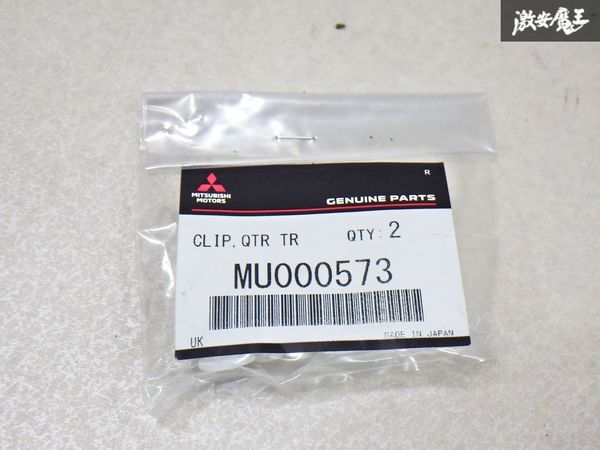 激安魔王
R
MITSUBISHI
MOTORS
GENUINE PARTS
CLIP,QTR TR QTY: 2
MU000573
UK
MADE IN JAPAN